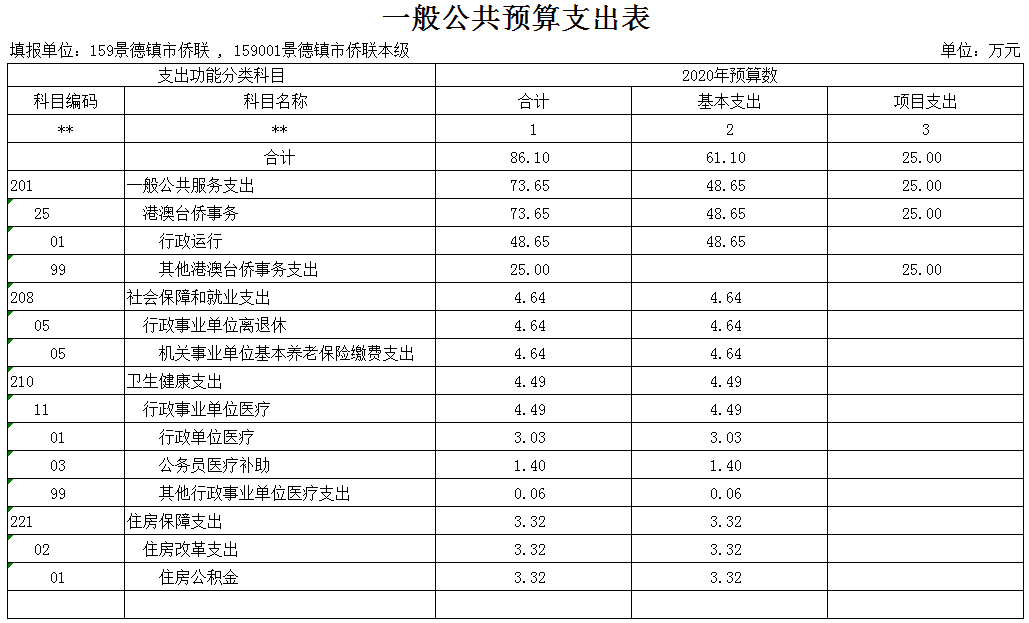 一般公共预算支出表
填报单位：159景德镇市侨联 , 159001景德镇市侨联本级 单位：万元
支出功能分类科目 2020年预算数
科目编码 科目名称 合计 基本支出 项目支出
** ** 1 2 3
合计 86.10 61.10 25.00
201 一般公共服务支出 73.65 48.65 25.00
25 港澳台侨事务 73.65 48.65 25.00
01 行政运行 48.65 48.65
99 其他港澳台侨事务支出 25.00 25.00
208 社会保障和就业支出 4.64 4.64
05 行政事业单位离退休 4.64 4.64
05 机关事业单位基本养老保险缴费支出 4.64 4.64
210 卫生健康支出 4.49 4.49
11 行政事业单位医疗 4.49 4.49
01 行政单位医疗 3.03 3.03
03 公务员医疗补助 1.40 1.40
99 其他行政事业单位医疗支出 0.06 0.06
221 住房保障支出 3.32 3.32
02 住房改革支出 3.32 3.32
01 住房公积金 3.32 3.32